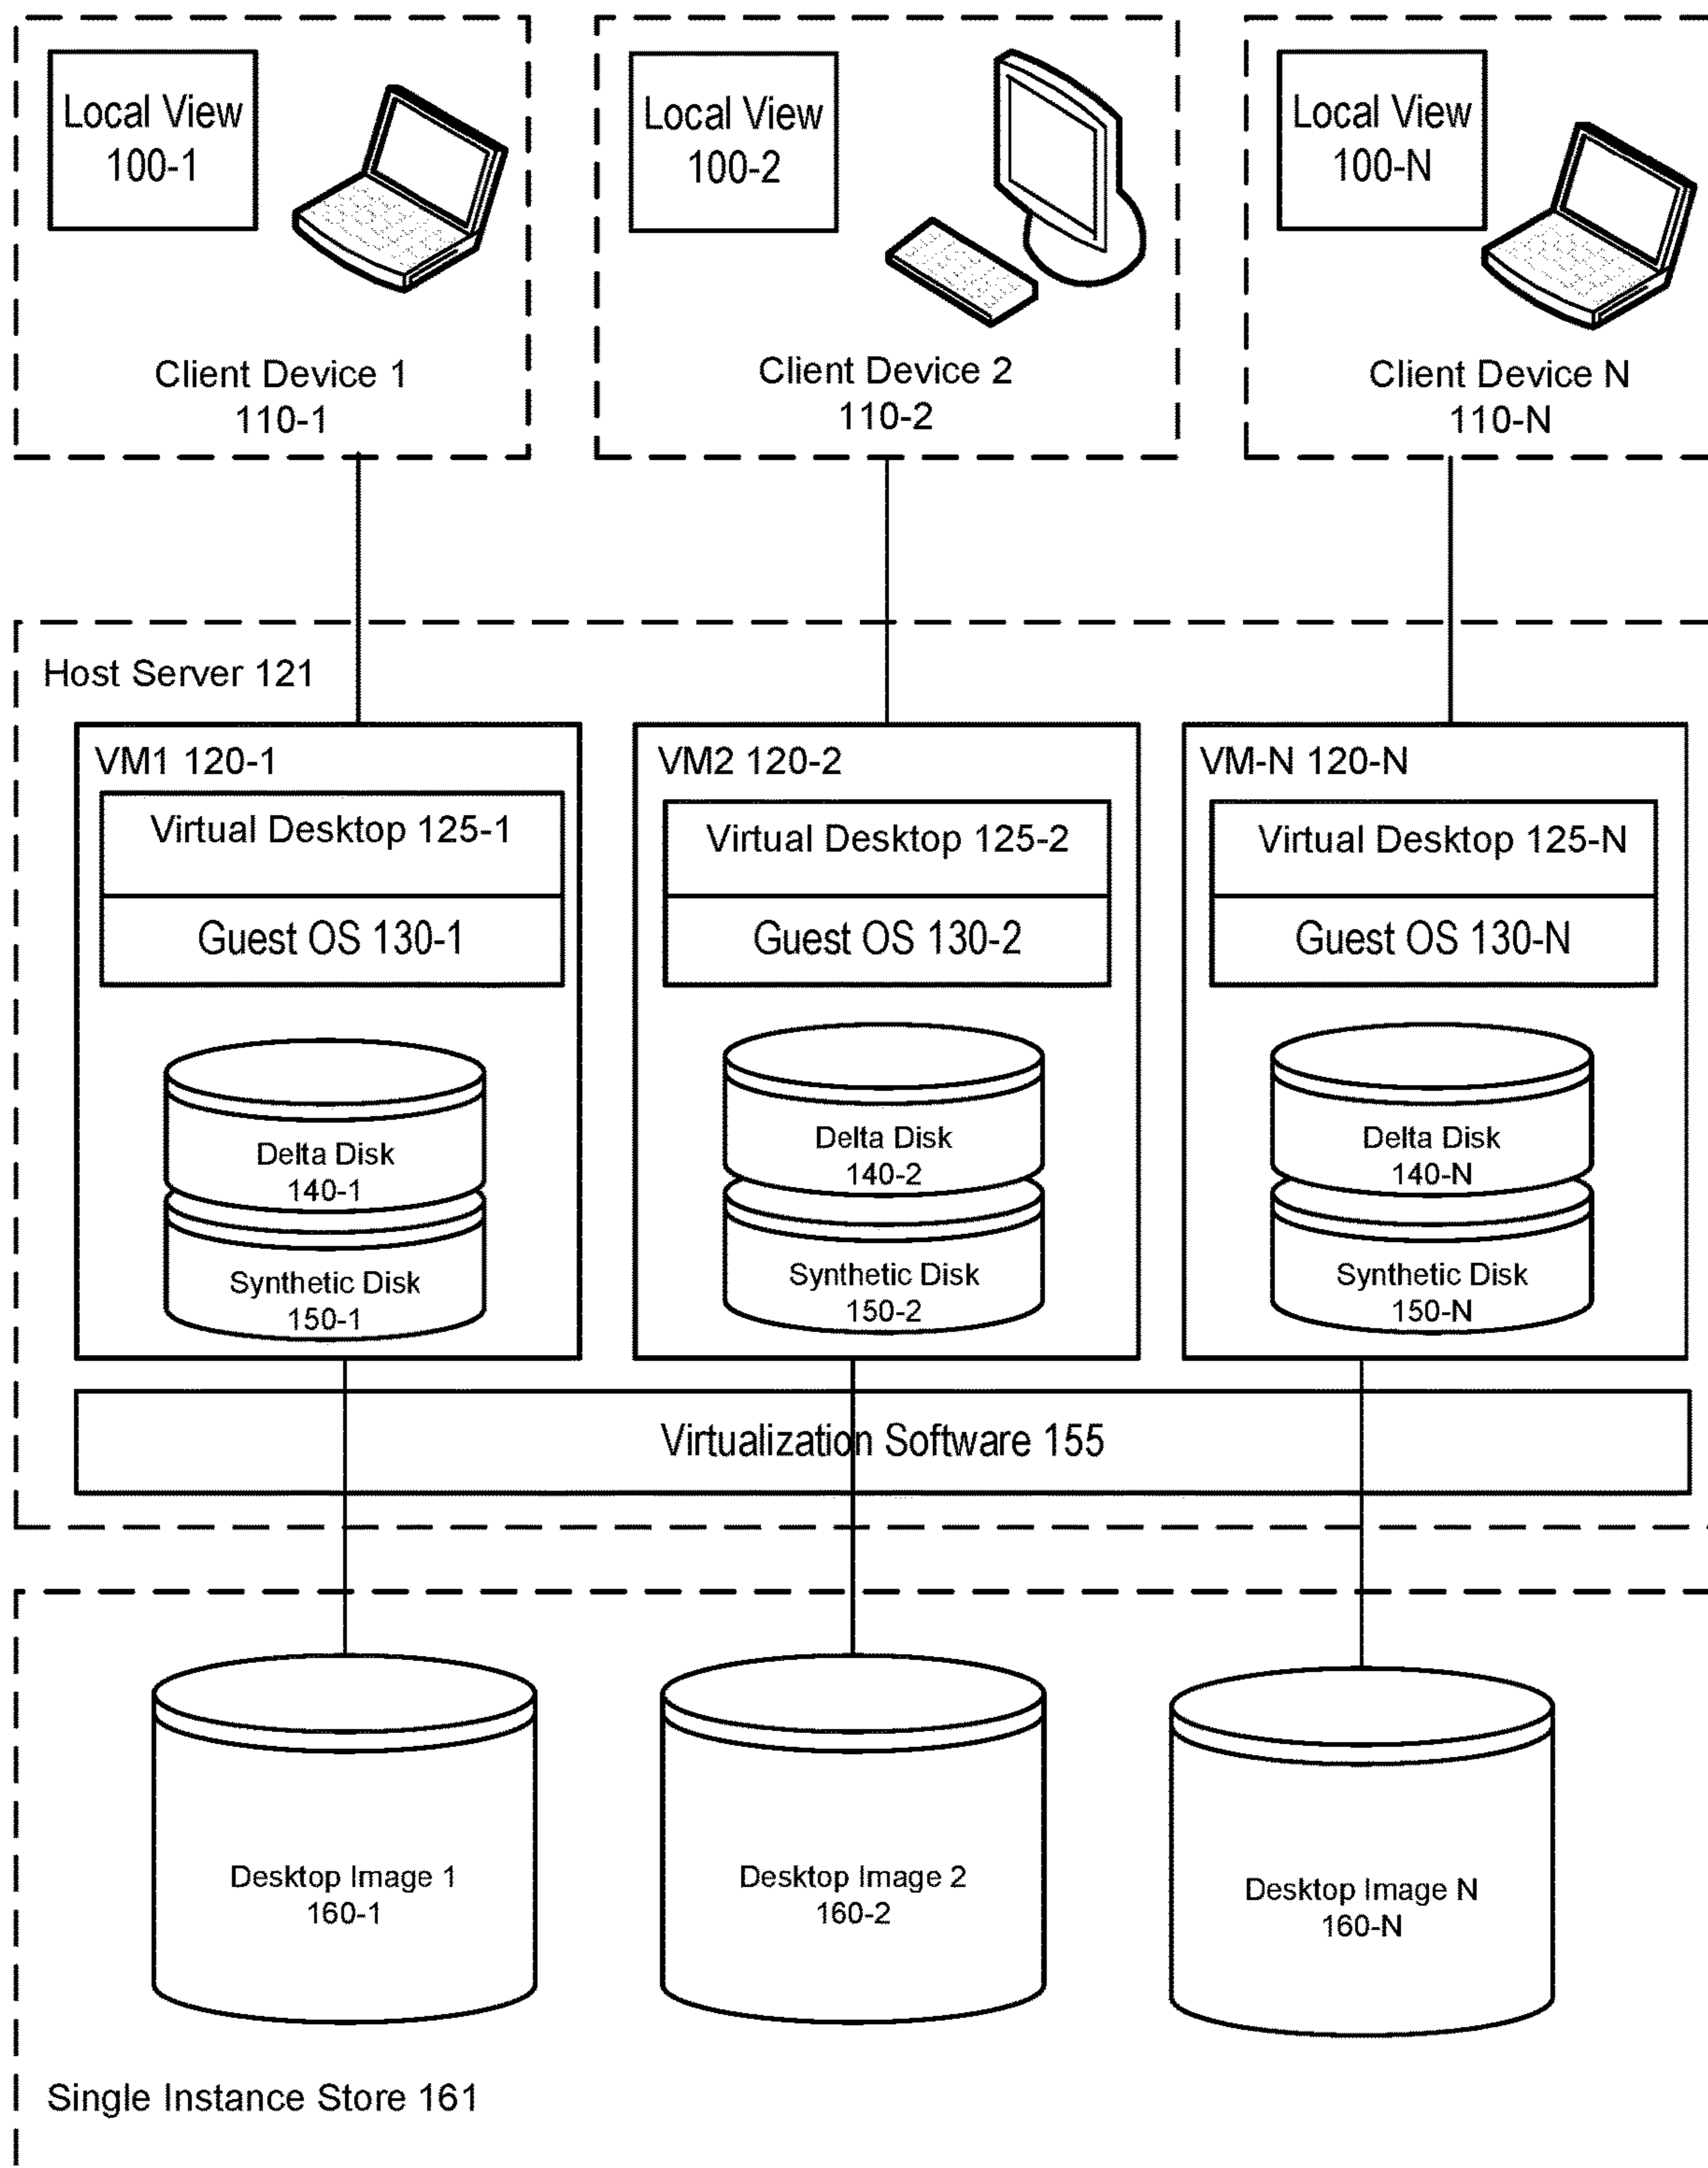 Local View
100-1
Client Device 1
110-1
Local View
100-2
Client Device 2
110-2
Local View
100-N
Client Device N
110-N
Host Server 121
VM1 120-1
Virtual Desktop 125-1
Guest OS 130-1
Delta Disk
140-1
Synthetic Disk
150-1
VM2 120-2
Virtual Desktop 125-2
Guest OS 130-2
Delta Disk
140-2
Synthetic Disk
150-2
VM-N 120-N
Virtual Desktop 125-N
Guest OS 130-N
Delta Disk
140-N
Synthetic Disk
150-N
Virtualization Software 155
Desktop Image 1
160-1
Desktop Image 2
160-2
Desktop Image N
160-N
Single Instance Store 161